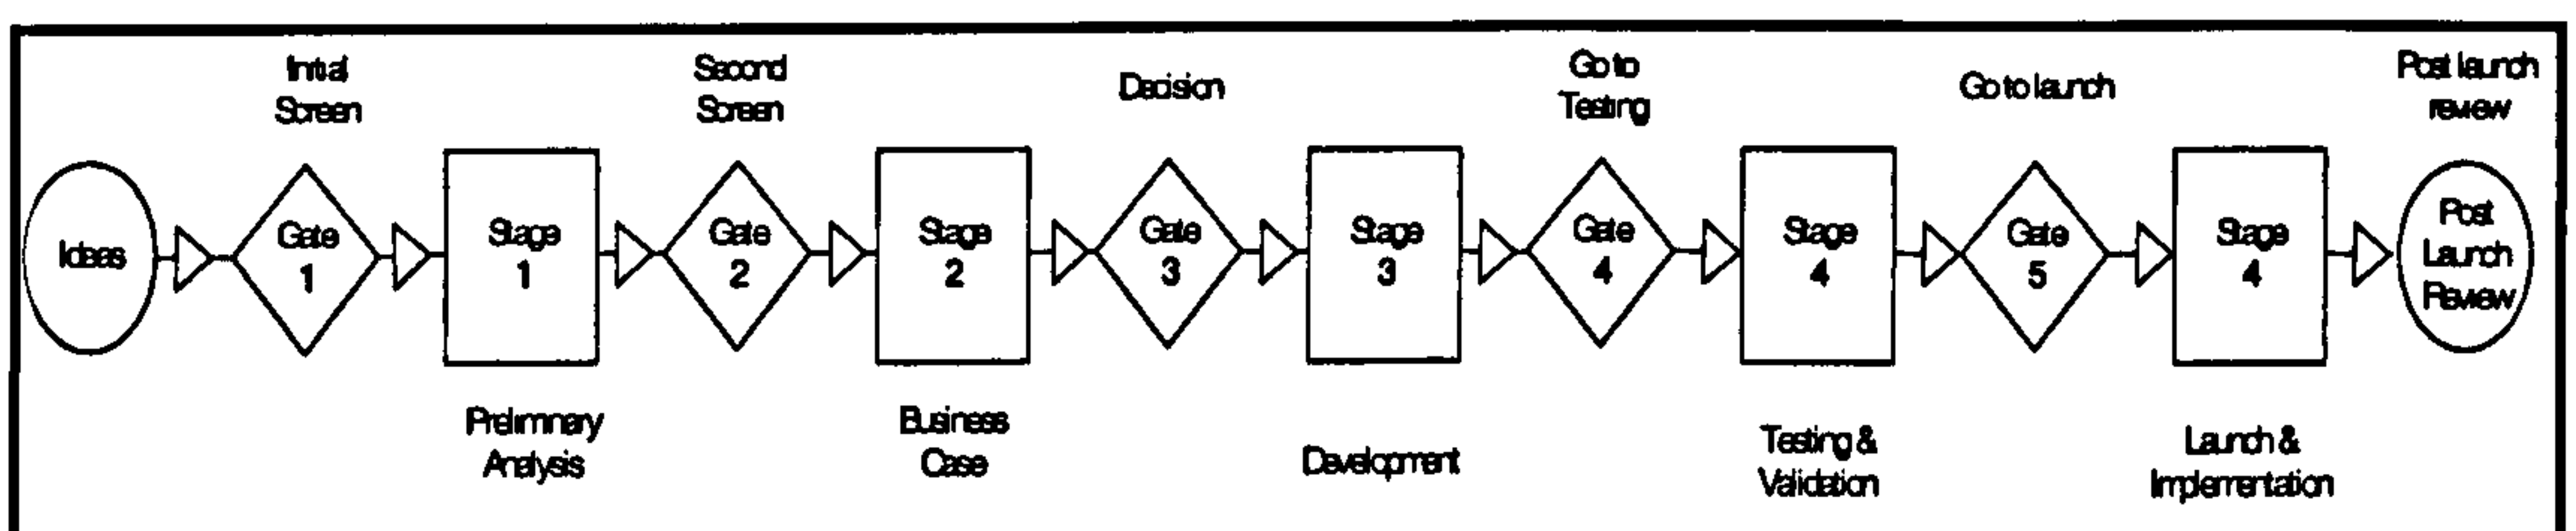 Initial
Screen
Second
Screen
Decision
Go to
Testing
Go to launch
Post launch
review
Ideas
Gate
1
Stage
1
Gate
2
Stage
2
Gate
3
Stage
3
Gate
4
Stage
4
Gate
5
Stage
4
Post
Launch
Review
Preliminary
Analysis
Business
Case
Development
Testing &
Validation
Launch &
Implementation